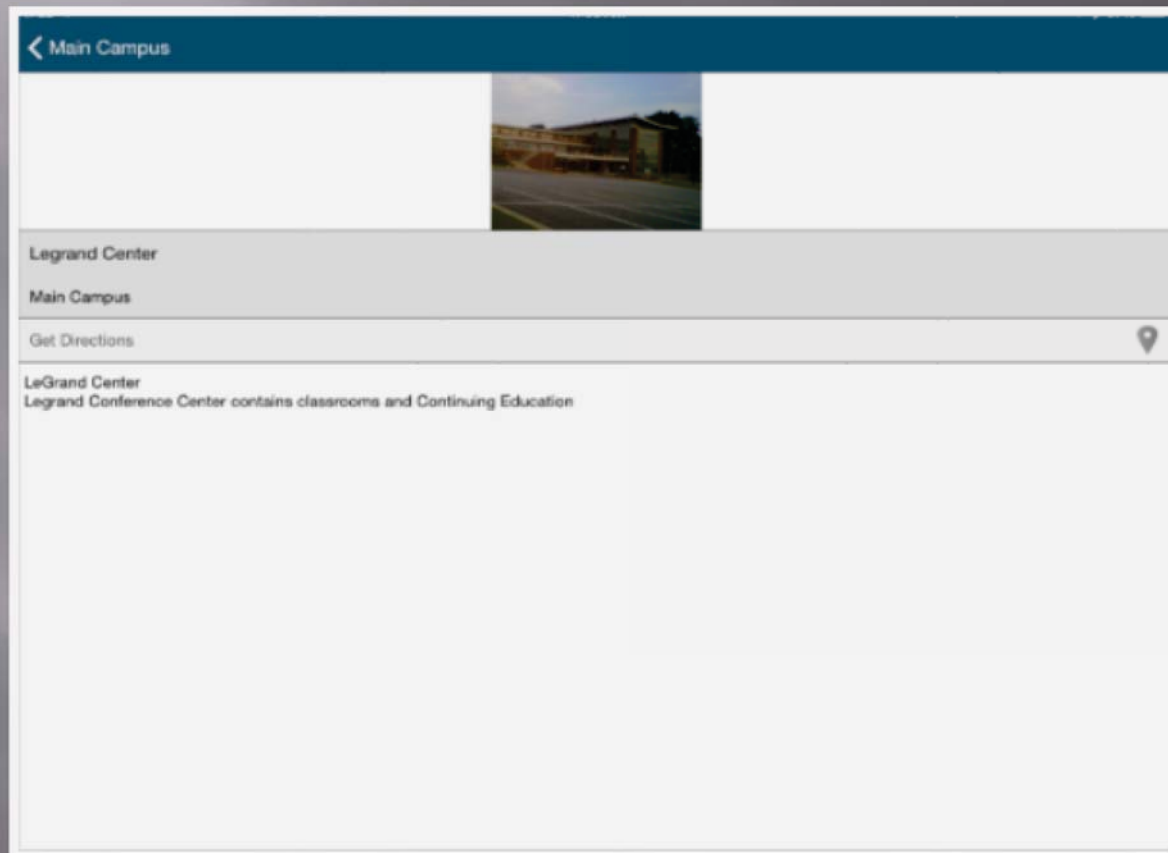 Main Campus
Legrand Center
Main Campus
Get Directions
LeGrand Center
Legrand Conference Center contains classrooms and Continuing Education